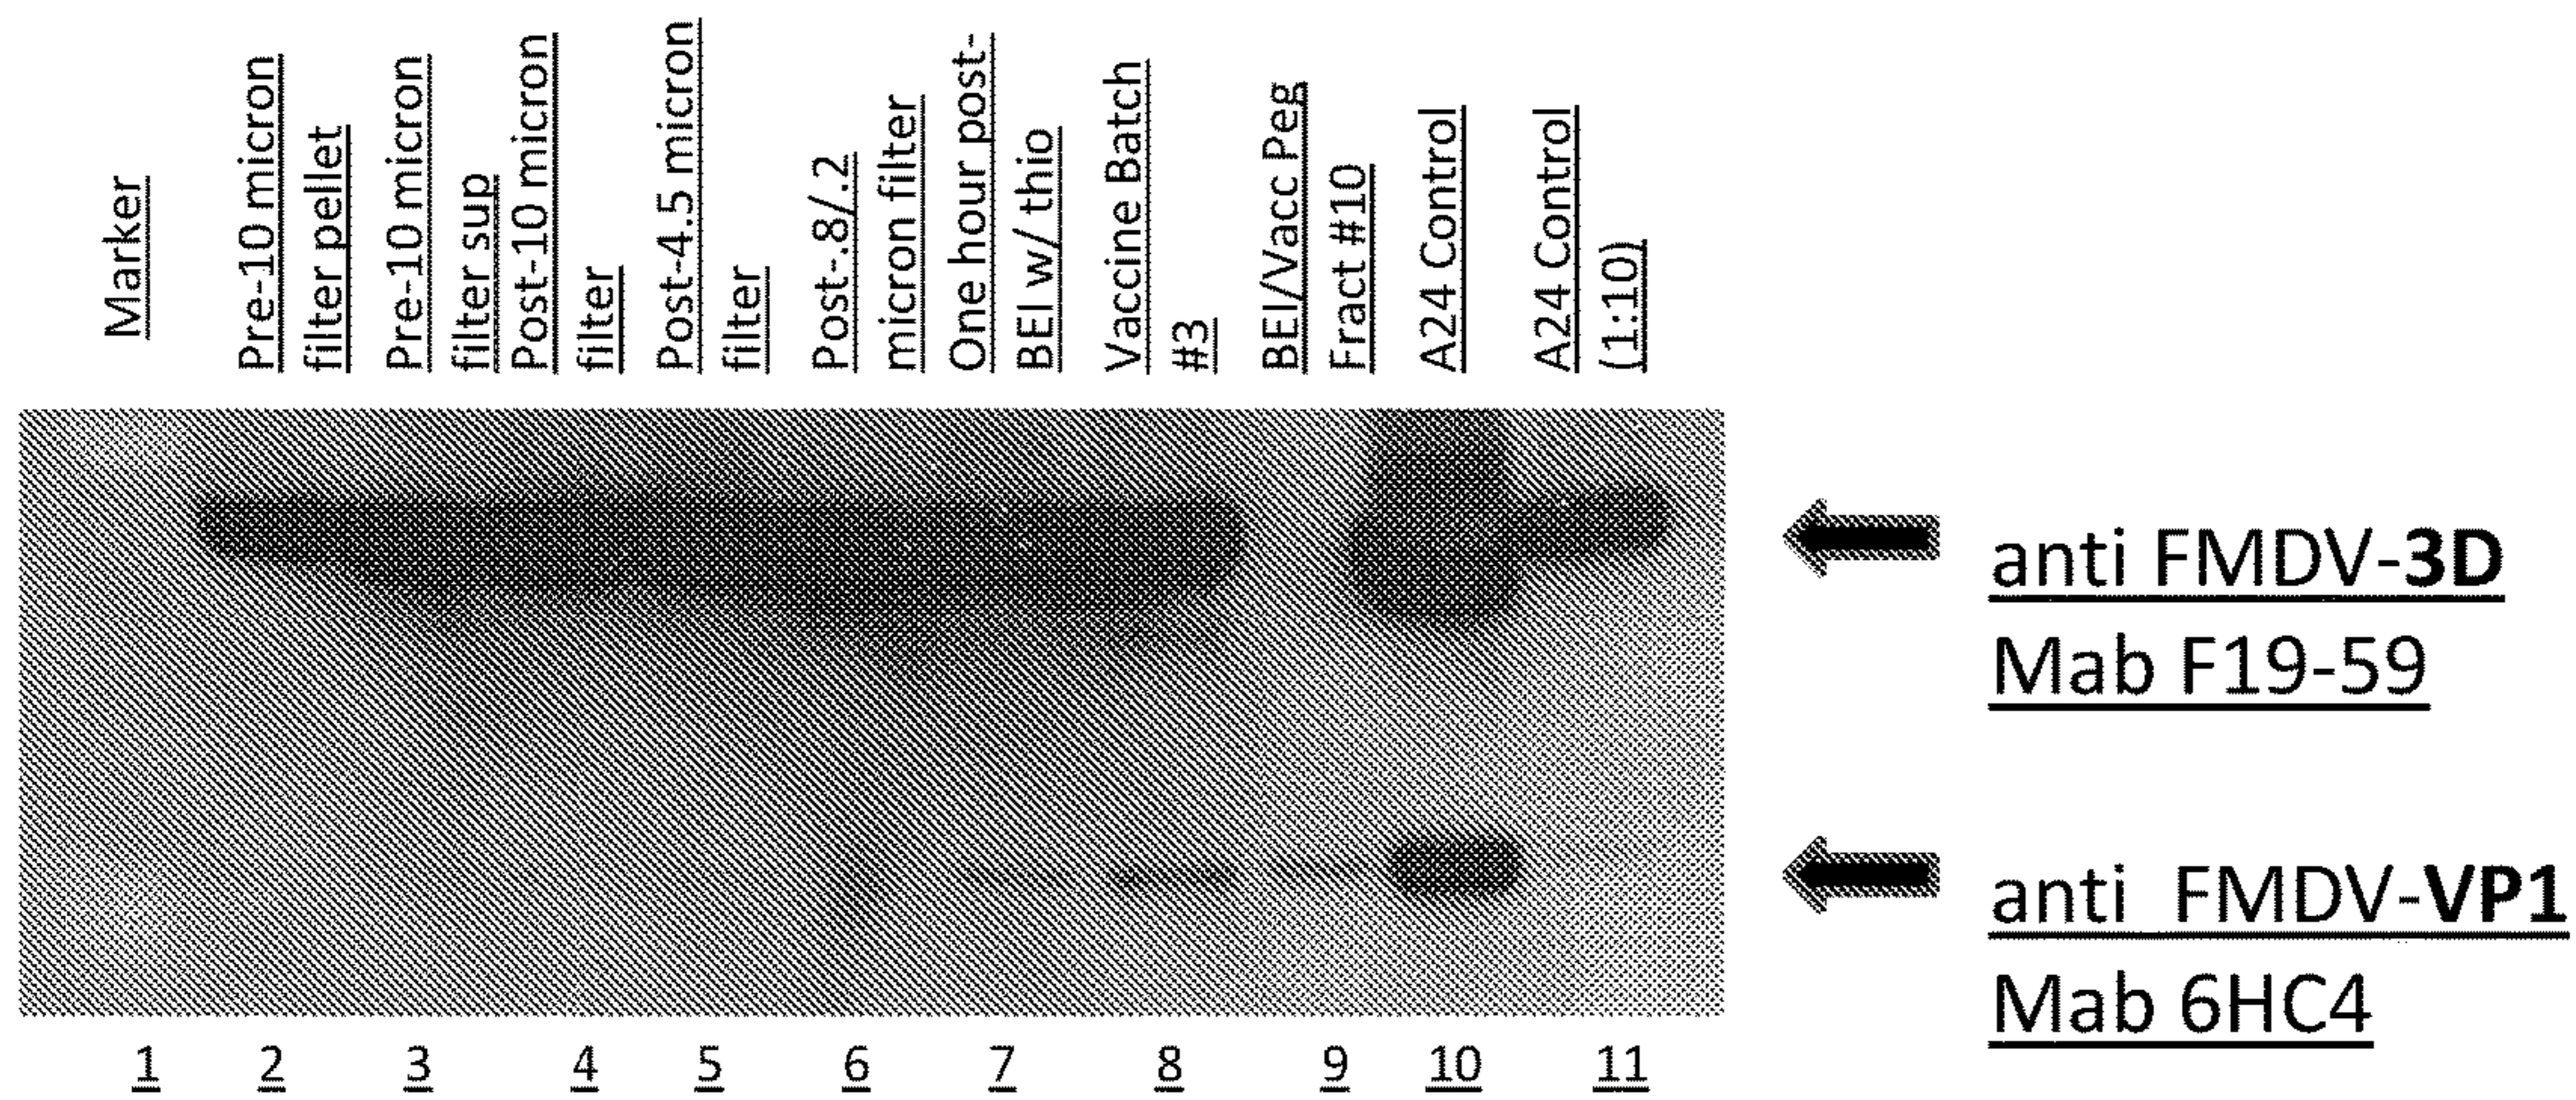 Marker
Pre-10 micron
filter pellet
Pre-10 micron
filter sup
Post-10 micron
filter
Post-4.5 micron
filter
Post-.8/.2
micron filter
One hour post-
BEI w/ thio
Vaccine Batch
#3
BEI/Vacc Peg
Fract #10
A24 Control
A24 Control
(1:10)
anti FMDV-3D
Mab F19-59
anti FMDV-VP1
Mab 6HC4
1 2 3 4 5 6 7 8 9 10 11